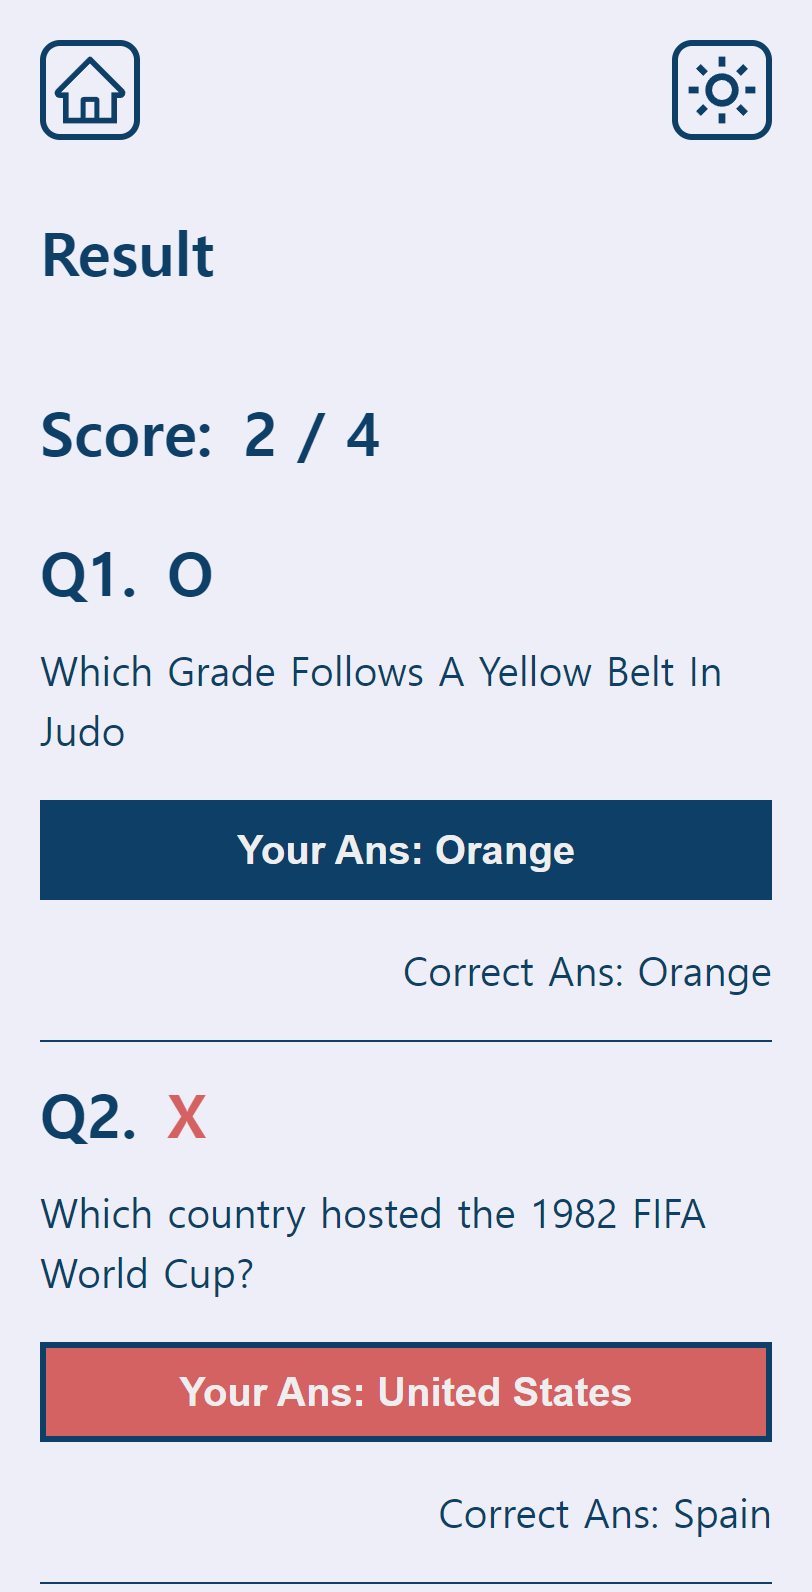 Result
Score: 2 / 4
Q1. O
Which Grade Follows A Yellow Belt In
Judo
Your Ans: Orange
Correct Ans: Orange
Q2. X
Which country hosted the 1982 FIFA
World Cup?
Your Ans: United States
Correct Ans: Spain